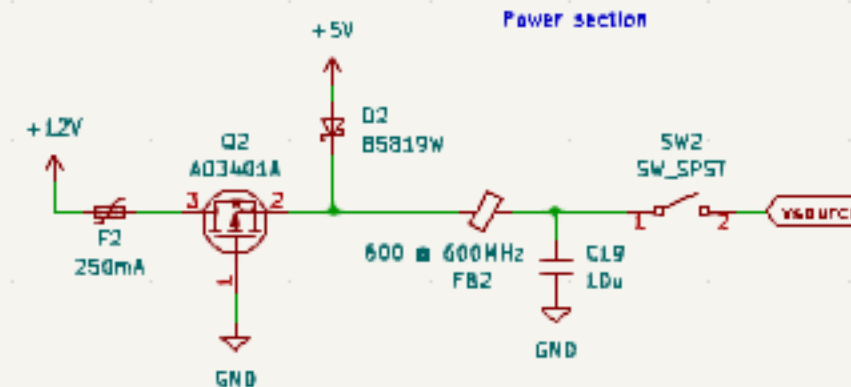 Power section
+5V
D2
B5819W
+12V
Q2
AO3401A
SW2
SW_SPST
3
2
1
2
F2
250mA
600 @ 600MHz
FB2
C19
10u
1
GND
GND